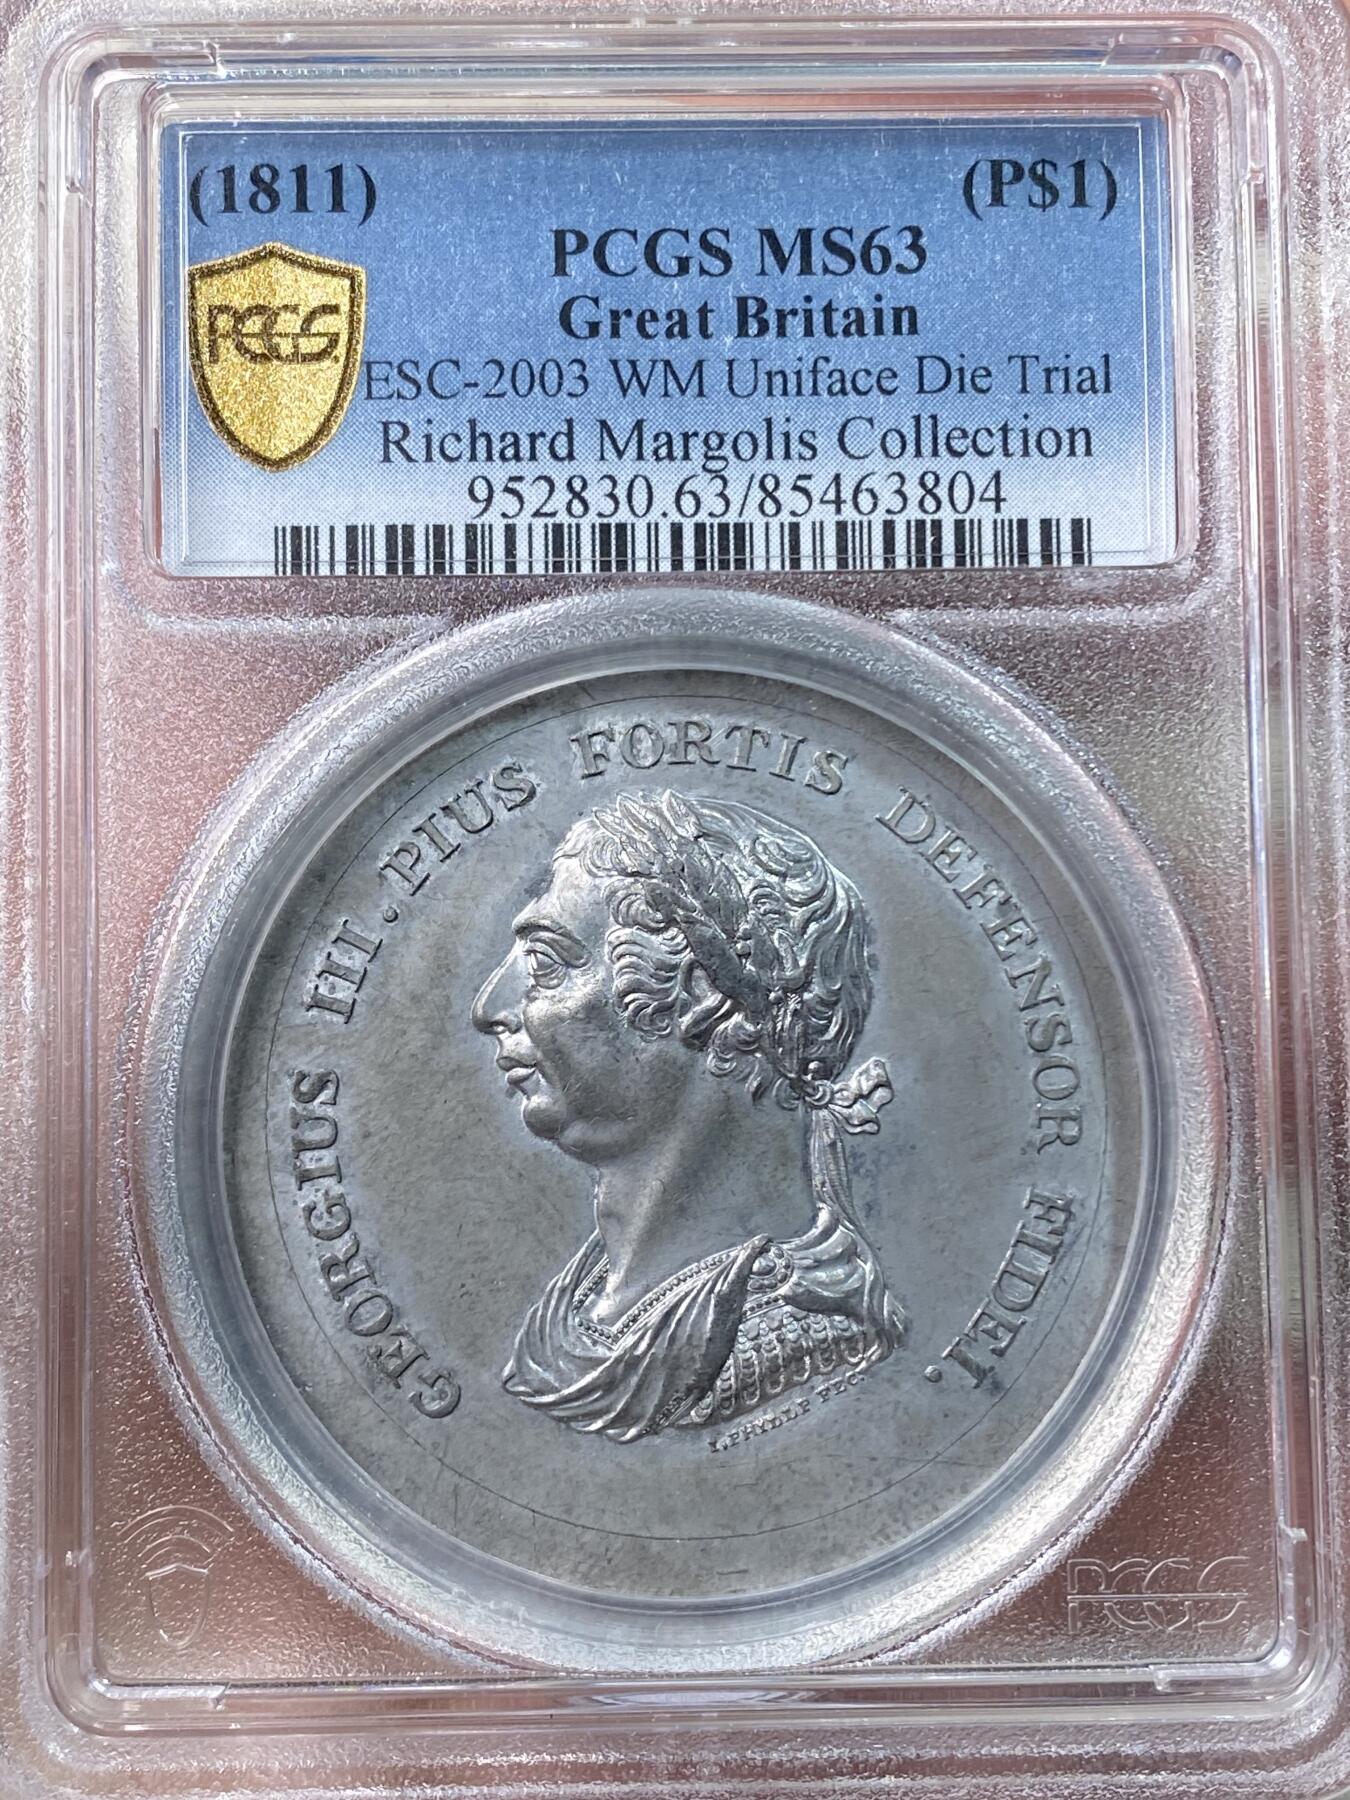 (1811) (P$1)
PCGS MS63
Great Britain
PCGS
ESC-2003 WM Uniface Die Trial
Richard Margolis Collection
952830.63/85463804
GEORGIUS III. PIUS FORTIS DEFENSOR FIDEI.
I.PHYLLP FEC.
PCGS